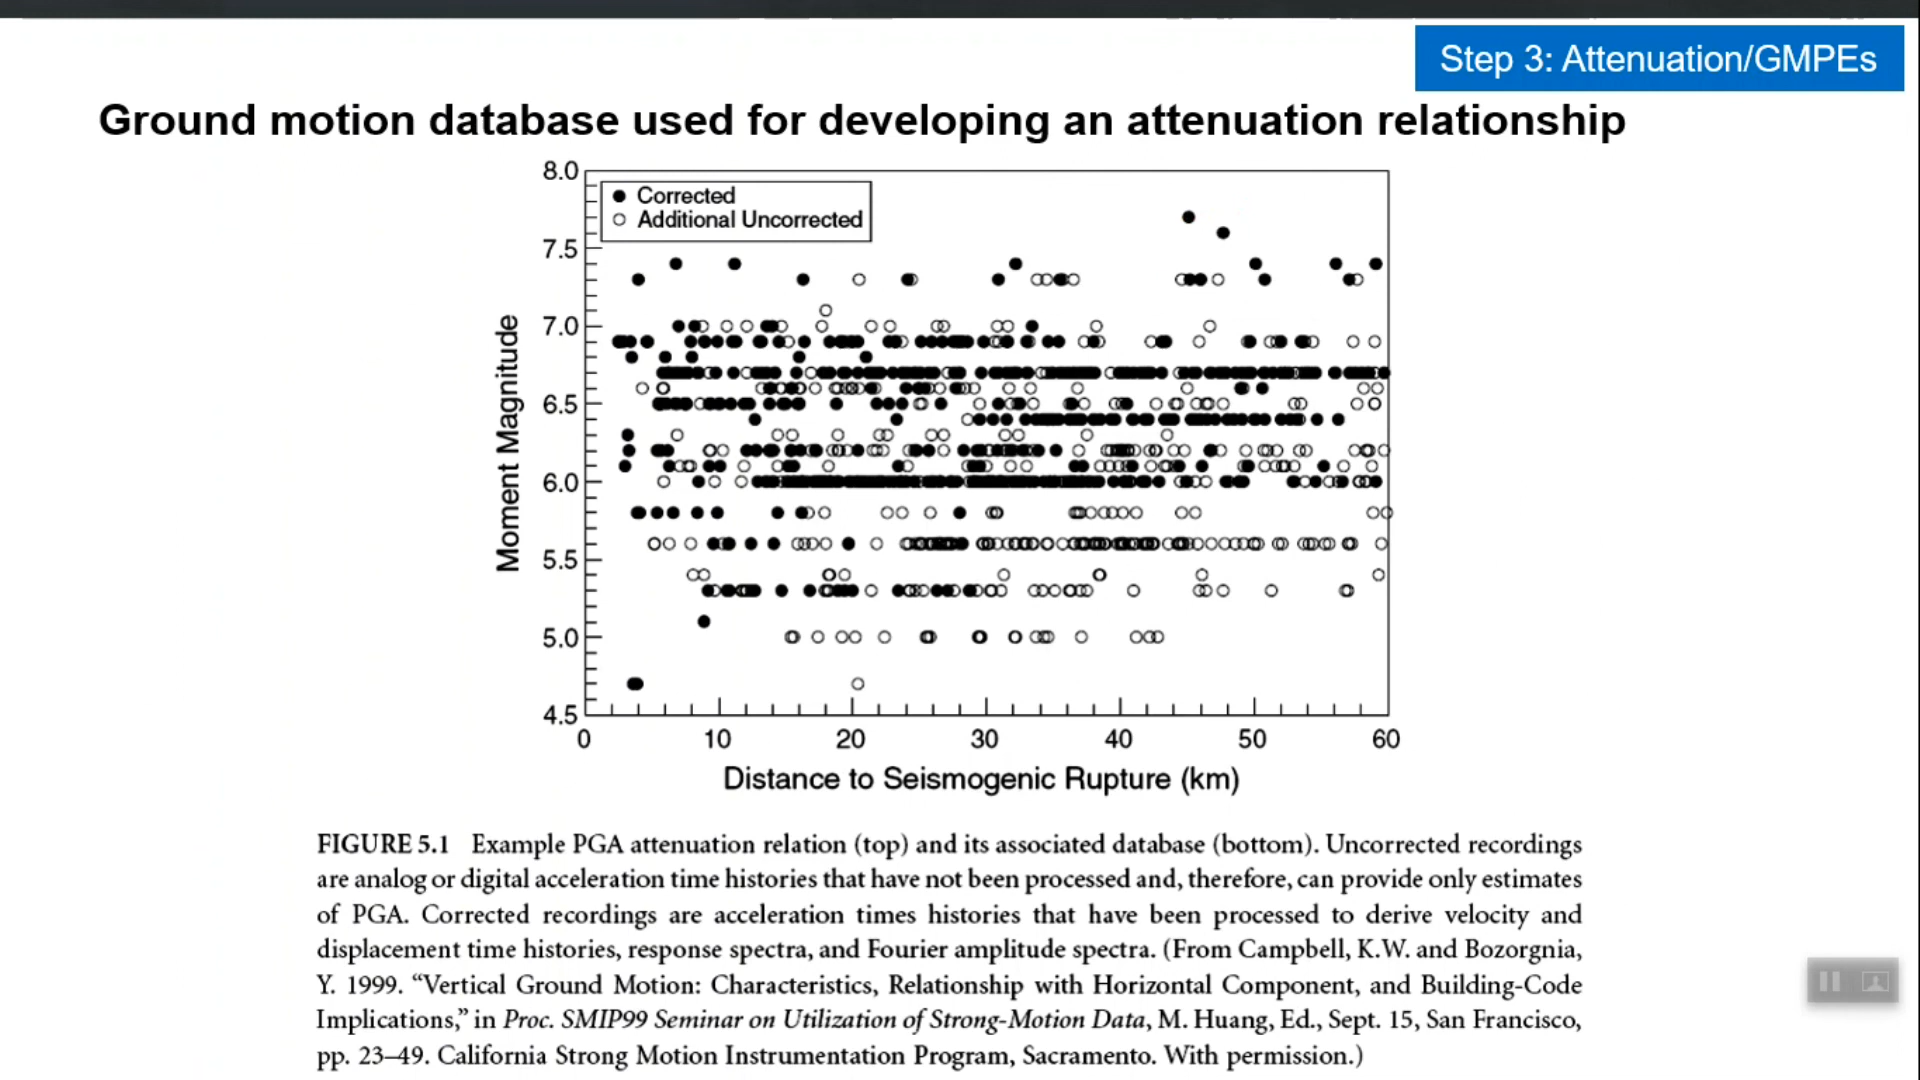 Step 3: Attenuation/GMPEs
Ground motion database used for developing an attenuation relationship
8.0
Corrected
Additional Uncorrected
7.5
7.0
6.5
6.0
5.5
5.0
4.5
Moment Magnitude
0 10 20 30 40 50 60
Distance to Seismogenic Rupture (km)
FIGURE 5.1 Example PGA attenuation relation (top) and its associated database (bottom). Uncorrected recordings
are analog or digital acceleration time histories that have not been processed and, therefore, can provide only estimates
of PGA. Corrected recordings are acceleration times histories that have been processed to derive velocity and
displacement time histories, response spectra, and Fourier amplitude spectra. (From Campbell, K.W. and Bozorgnia,
Y. 1999. “Vertical Ground Motion: Characteristics, Relationship with Horizontal Component, and Building-Code
Implications,” in Proc. SMIP99 Seminar on Utilization of Strong-Motion Data, M. Huang, Ed., Sept. 15, San Francisco,
pp. 23–49. California Strong Motion Instrumentation Program, Sacramento. With permission.)